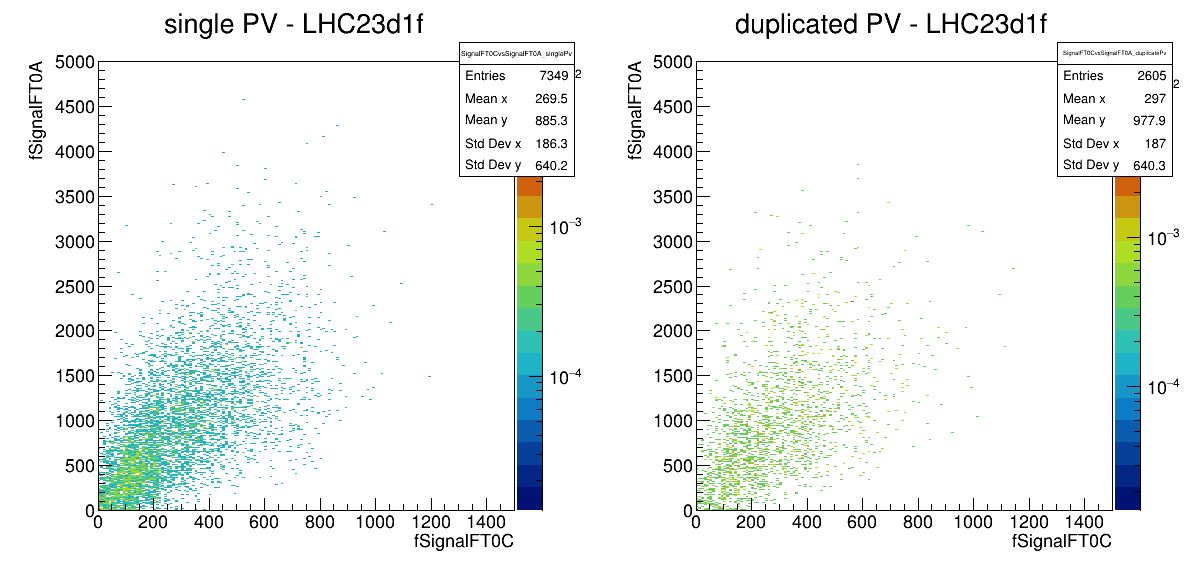 single PV - LHC23d1f
SignalFT0CvsSignalFT0A_singlePv
Entries 7349
Mean x 269.5
Mean y 885.3
Std Dev x 186.3
Std Dev y 640.2
2
10−3
10−4
fSignalFT0A
5000
4500
4000
3500
3000
2500
2000
1500
1000
500
0
0 200 400 600 800 1000 1200 1400
fSignalFT0C
duplicated PV - LHC23d1f
SignalFT0CvsSignalFT0A_duplicatePv
Entries 2605
Mean x 297
Mean y 977.9
Std Dev x 187
Std Dev y 640.3
2
10−3
10−4
fSignalFT0A
5000
4500
4000
3500
3000
2500
2000
1500
1000
500
0
0 200 400 600 800 1000 1200 1400
fSignalFT0C